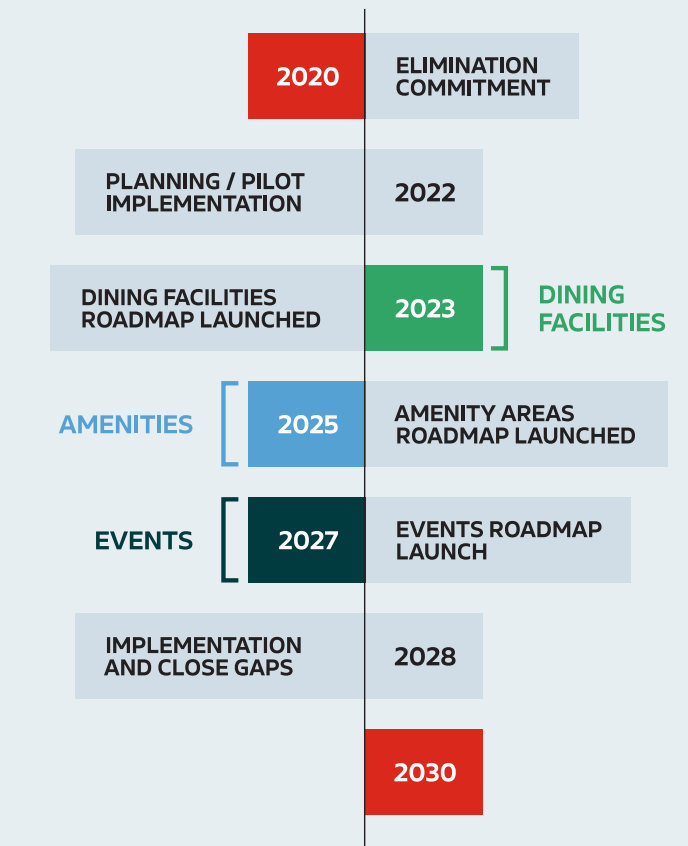 2020
ELIMINATION
COMMITMENT
PLANNING / PILOT
IMPLEMENTATION
2022
DINING FACILITIES
ROADMAP LAUNCHED
2023
DINING
FACILITIES
AMENITIES
2025
AMENITY AREAS
ROADMAP LAUNCHED
EVENTS
2027
EVENTS ROADMAP
LAUNCH
IMPLEMENTATION
AND CLOSE GAPS
2028
2030